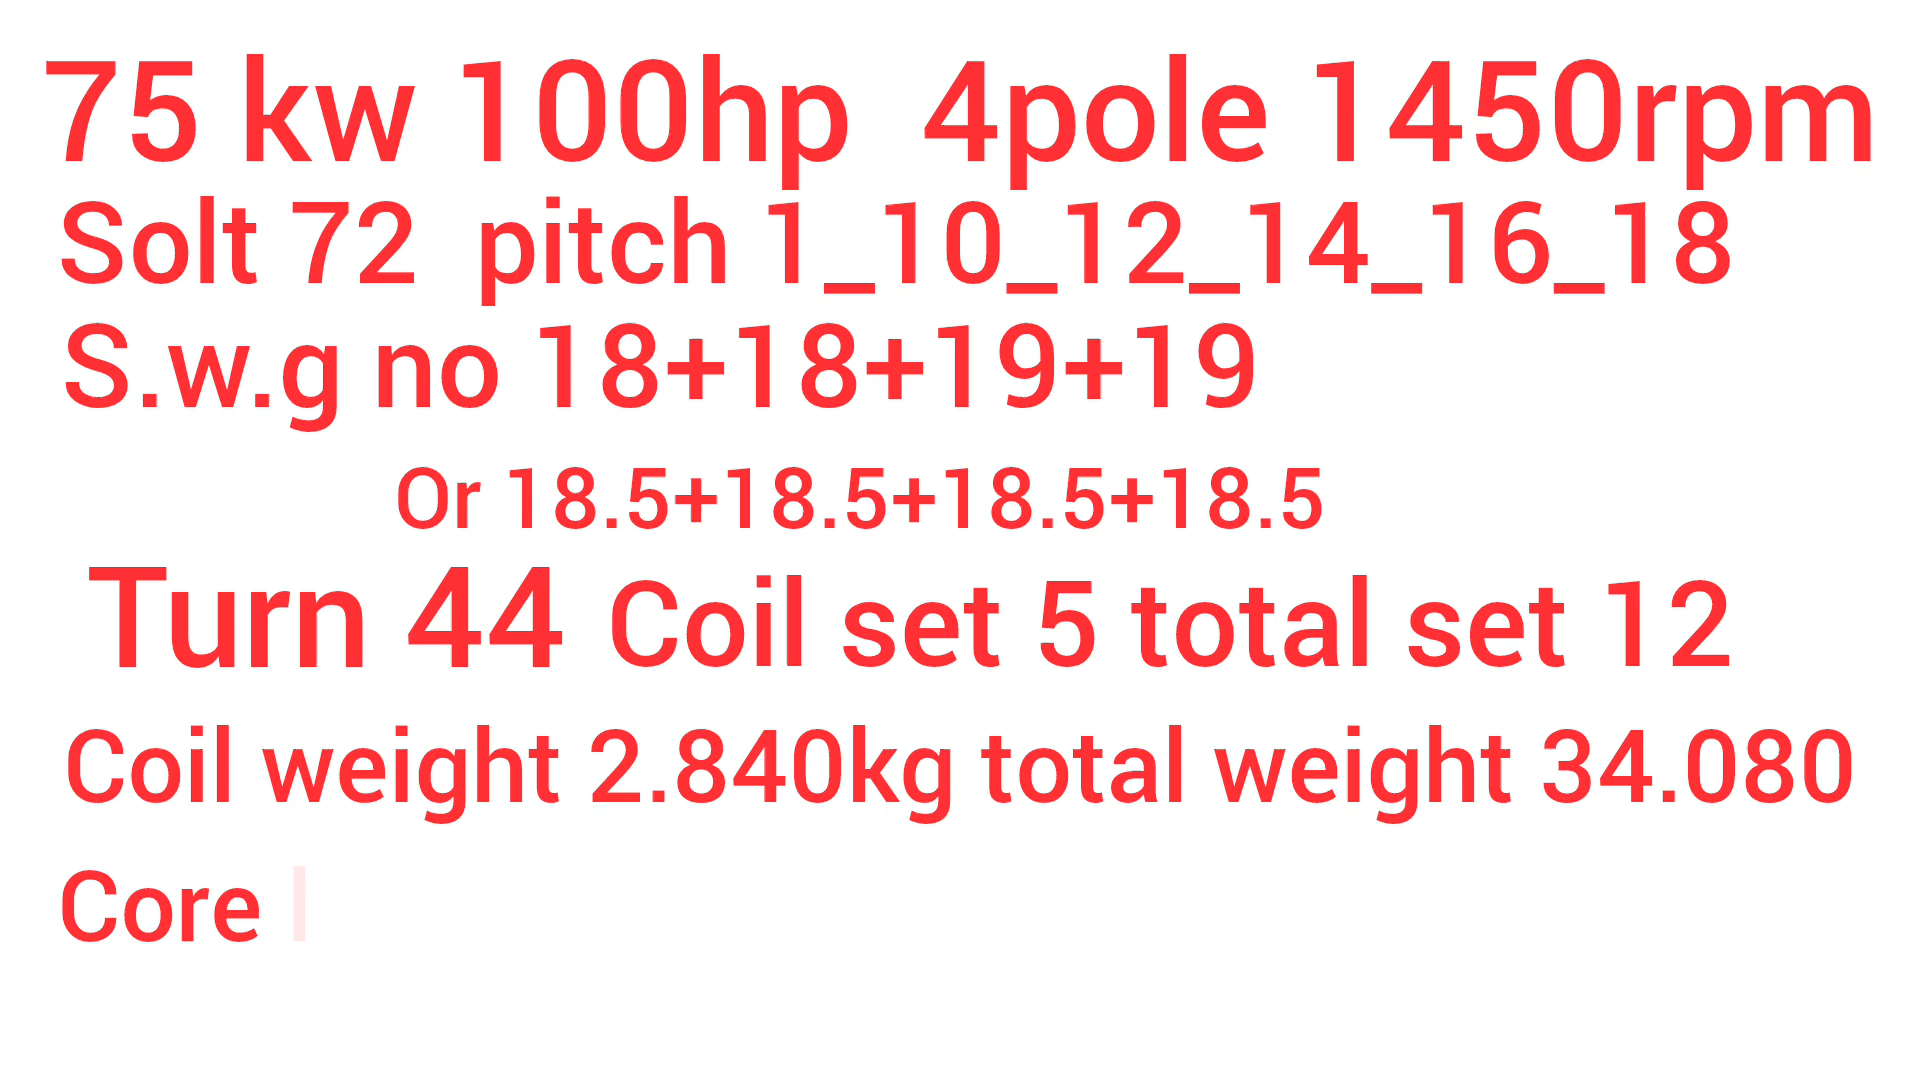 75 kw 100hp 4pole 1450rpm
Solt 72 pitch 1_10_12_14_16_18
S.w.g no 18+18+19+19
Or 18.5+18.5+18.5+18.5
Turn 44 Coil set 5 total set 12
Coil weight 2.840kg total weight 34.080
Core